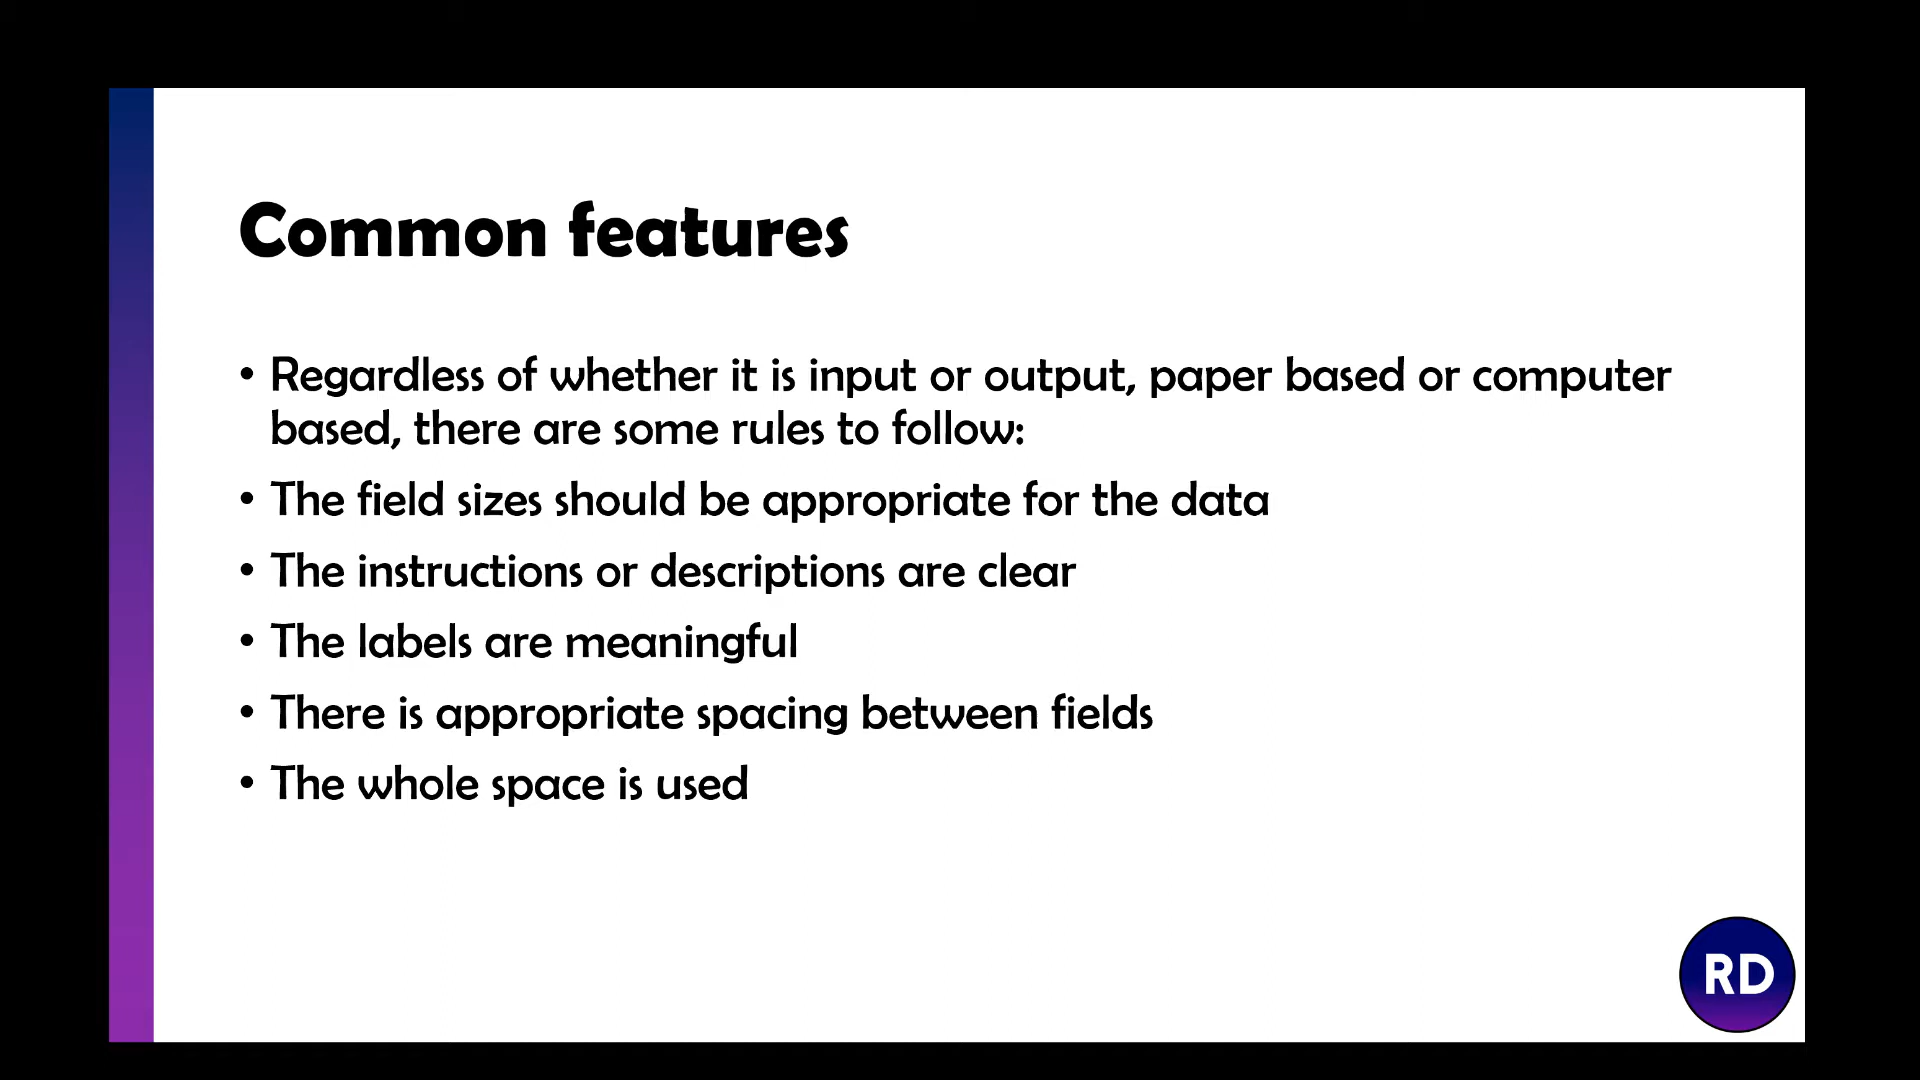 Common features
• Regardless of whether it is input or output, paper based or computer
based, there are some rules to follow:
• The field sizes should be appropriate for the data
• The instructions or descriptions are clear
• The labels are meaningful
• There is appropriate spacing between fields
• The whole space is used
RD